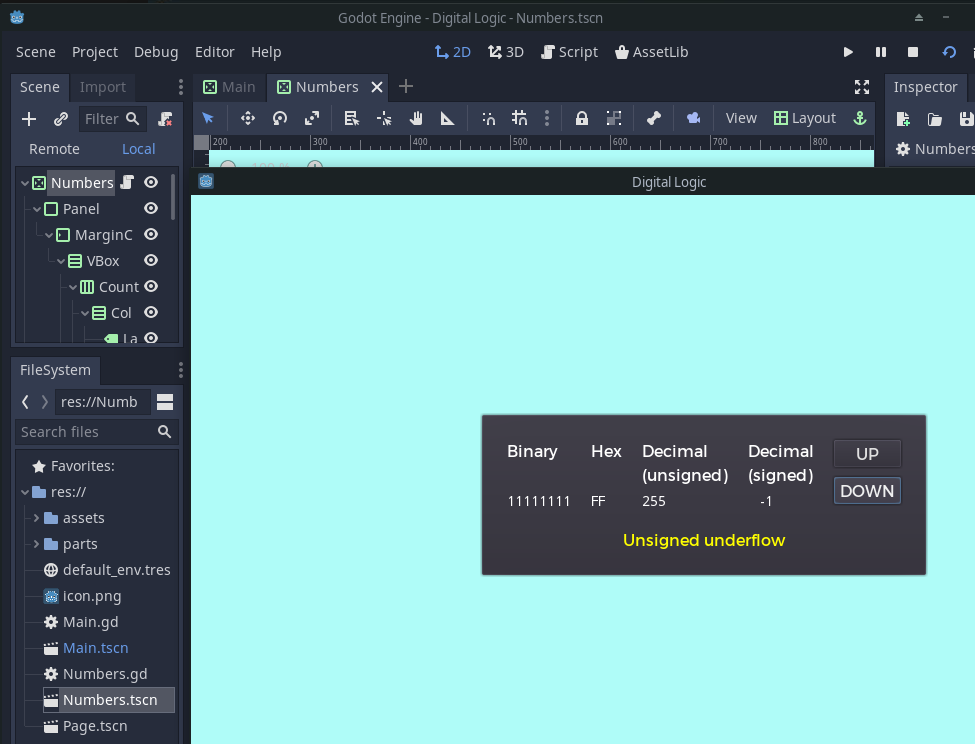 Godot Engine - Digital Logic - Numbers.tscn
Scene Project Debug Editor Help 2D 3D Script AssetLib
Scene Import Main Numbers Inspector
Filter View Layout
Remote Local 200 300 400 500 600 700 800 Numbers
Numbers
Digital Logic
Panel
MarginC
VBox
Count
Col
La
FileSystem
res://Numb
Search files
Favorites:
res://
assets
parts
default_env.tres
icon.png
Main.gd
Main.tscn
Numbers.gd
Numbers.tscn
Page.tscn
Binary Hex Decimal (unsigned) Decimal (signed) UP
DOWN
11111111 FF 255 -1
Unsigned underflow